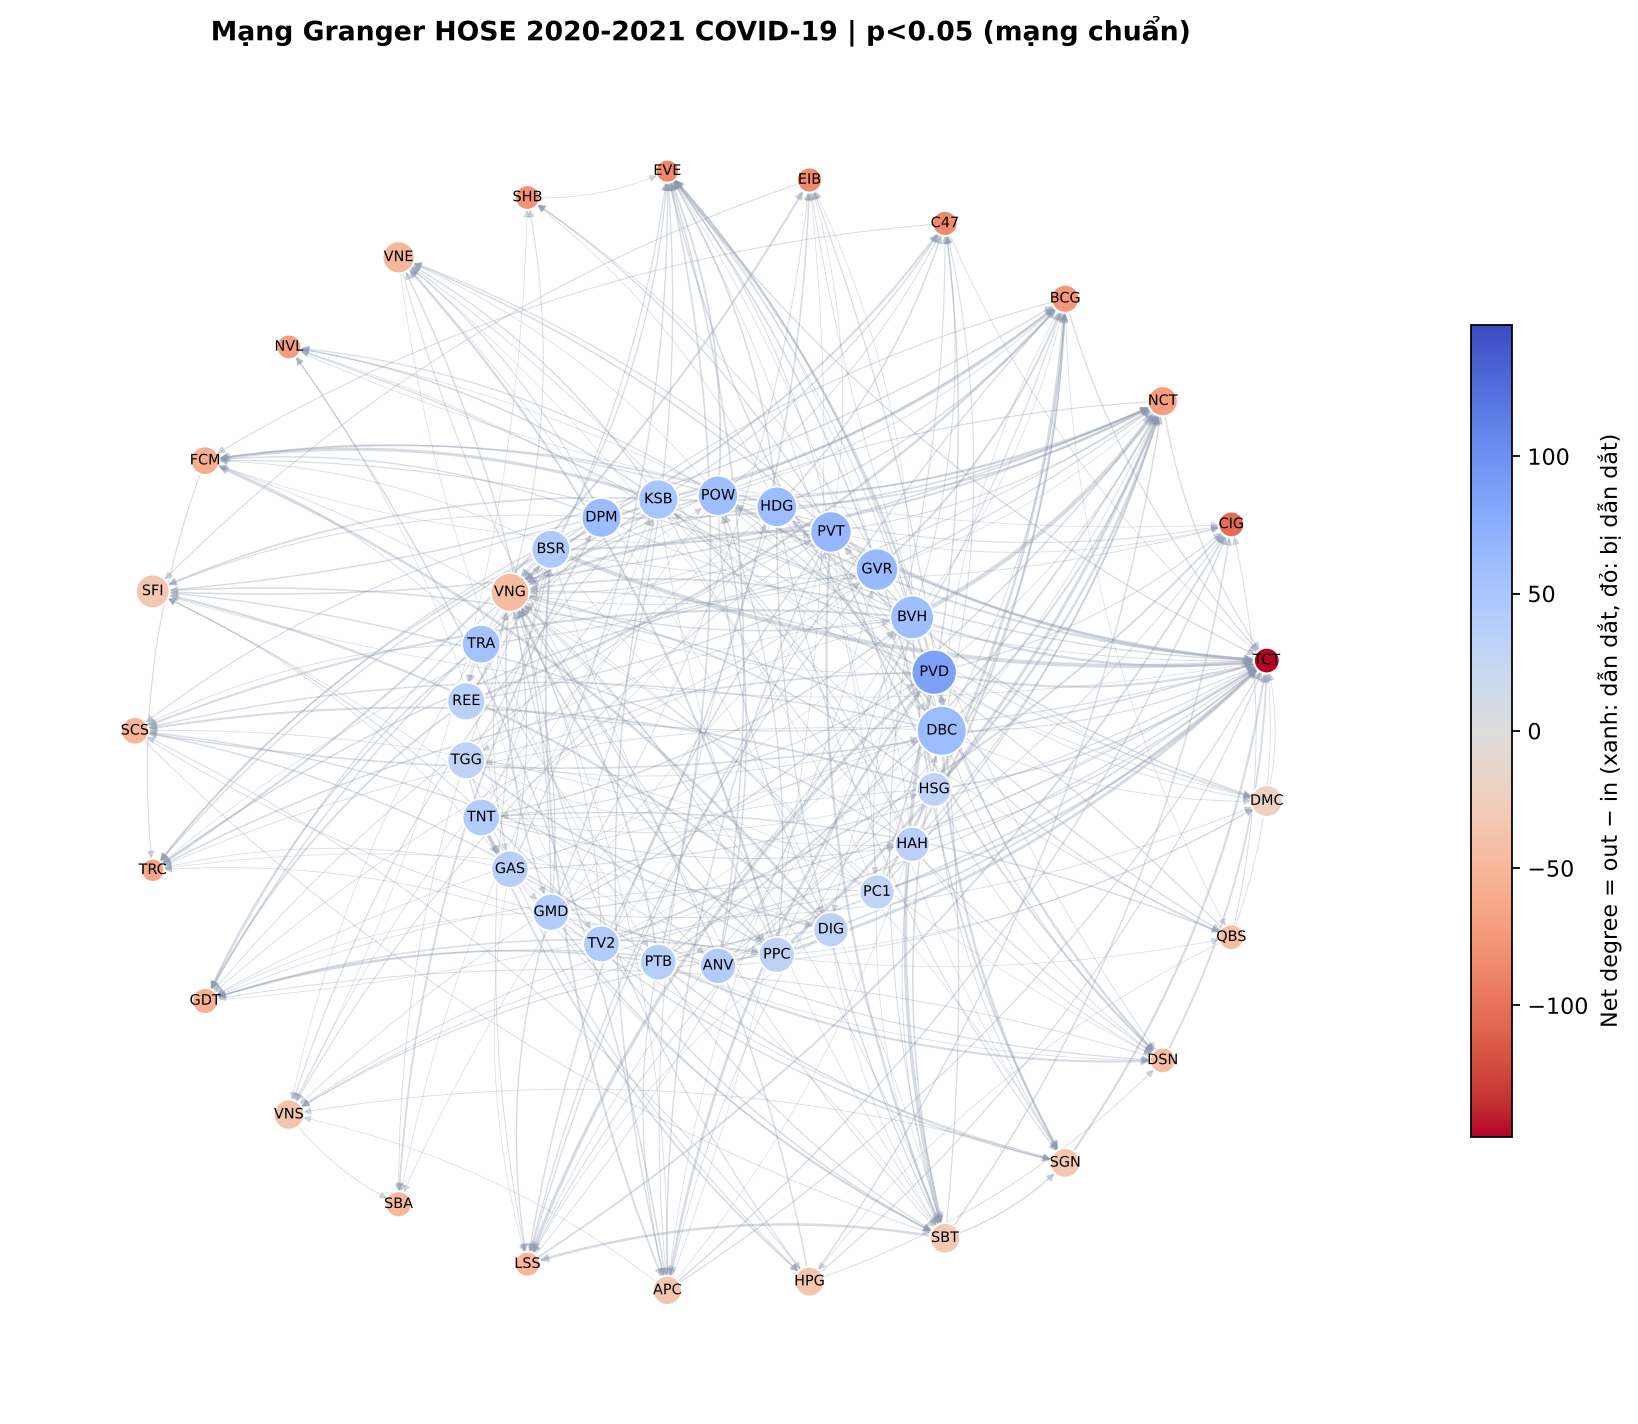 Mạng Granger HOSE 2020-2021 COVID-19 | p<0.05 (mạng chuẩn)
EVE
EIB
SHB
C47
VNE
BCG
NVL
NCT
FCM
KSB
POW
HDG
DPM
CIG
PVT
BSR
GVR
SFI
VNG
BVH
TRA
TCT
PVD
REE
SCS
DBC
TGG
HSG
DMC
TNT
HAH
TRC
GAS
PC1
GMD
DIG
QBS
TV2
PPC
PTB
ANV
GDT
DSN
VNS
SGN
SBA
SBT
LSS
HPG
APC
100
50
0
−50
−100
Net degree = out − in (xanh: dẫn dắt, đỏ: bị dẫn dắt)